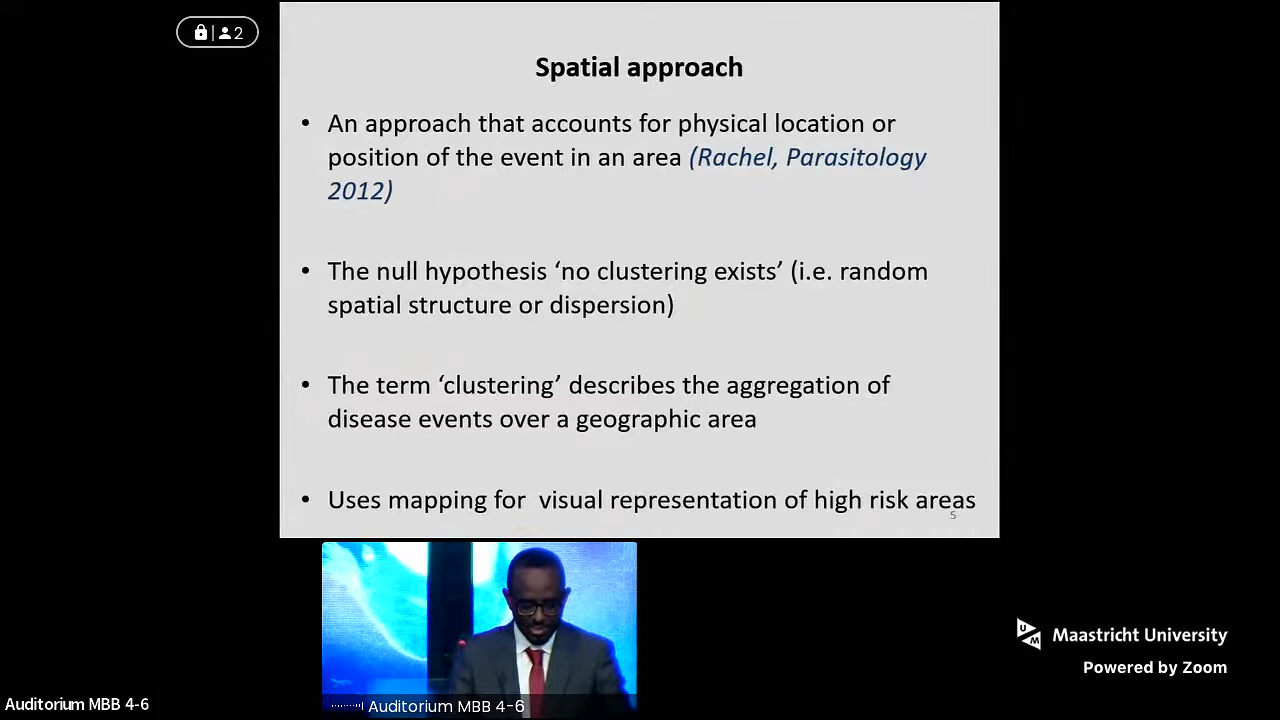 2
Spatial approach
• An approach that accounts for physical location or
position of the event in an area (Rachel, Parasitology
2012)
• The null hypothesis ‘no clustering exists’ (i.e. random
spatial structure or dispersion)
• The term ‘clustering’ describes the aggregation of
disease events over a geographic area
• Uses mapping for  visual representation of high risk areas
5
UM
Maastricht University
Powered by Zoom
Auditorium MBB 4-6
Auditorium MBB 4-6